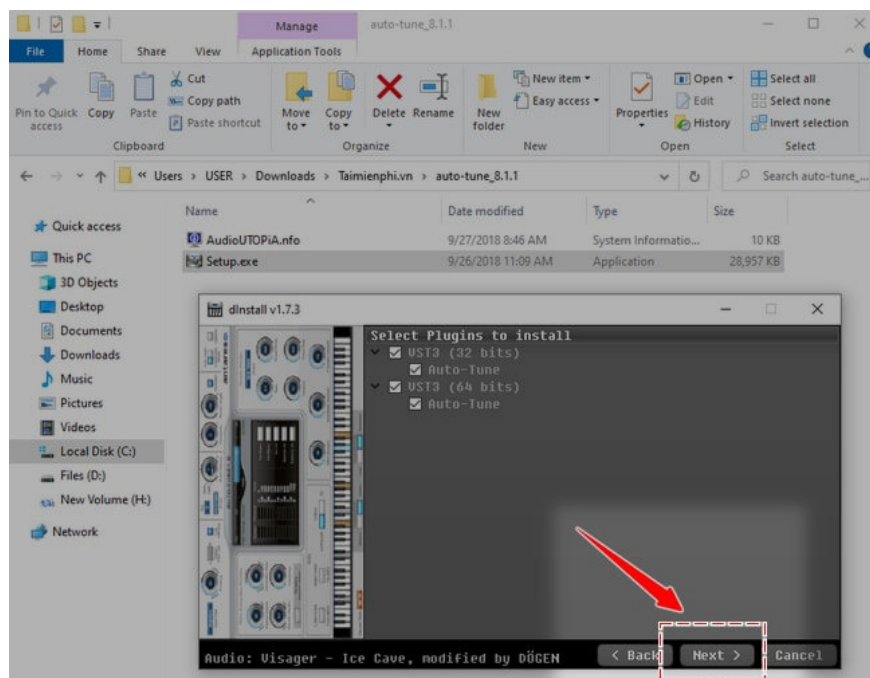 Manage
auto-tune_8.1.1
File
Home
Share
View
Application Tools
Pin to Quick access
Copy
Paste
Cut
Copy path
Paste shortcut
Move to
Copy to
Delete
Rename
New folder
New item
Easy access
Properties
Open
Edit
History
Select all
Select none
Invert selection
Clipboard
Organize
New
Open
Select
« Users › USER › Downloads › Taimienphi.vn › auto-tune_8.1.1
Search auto-tune_...
Name
Date modified
Type
Size
AudioUTOPiA.nfo
9/27/2018 8:46 AM
System Informatio...
10 KB
Setup.exe
9/26/2018 11:09 AM
Application
28,957 KB
Quick access
This PC
3D Objects
Desktop
Documents
Downloads
Music
Pictures
Videos
Local Disk (C:)
Files (D:)
New Volume (H:)
Network
dInstall v1.7.3
Select Plugins to install
VST3 (32 bits)
Auto-Tune
VST3 (64 bits)
Auto-Tune
antares
Audio: Visager - Ice Cave, modified by DÖGEN
< Back
Next >
Cancel